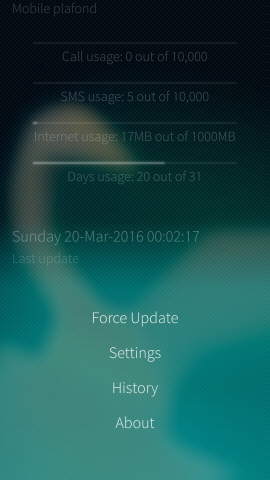 Mobile plafond
Call usage: 0 out of 10,000
SMS usage: 5 out of 10,000
Internet usage: 17MB out of 1000MB
Days usage: 20 out of 31
Sunday 20-Mar-2016 00:02:17
Last update
Force Update
Settings
History
About